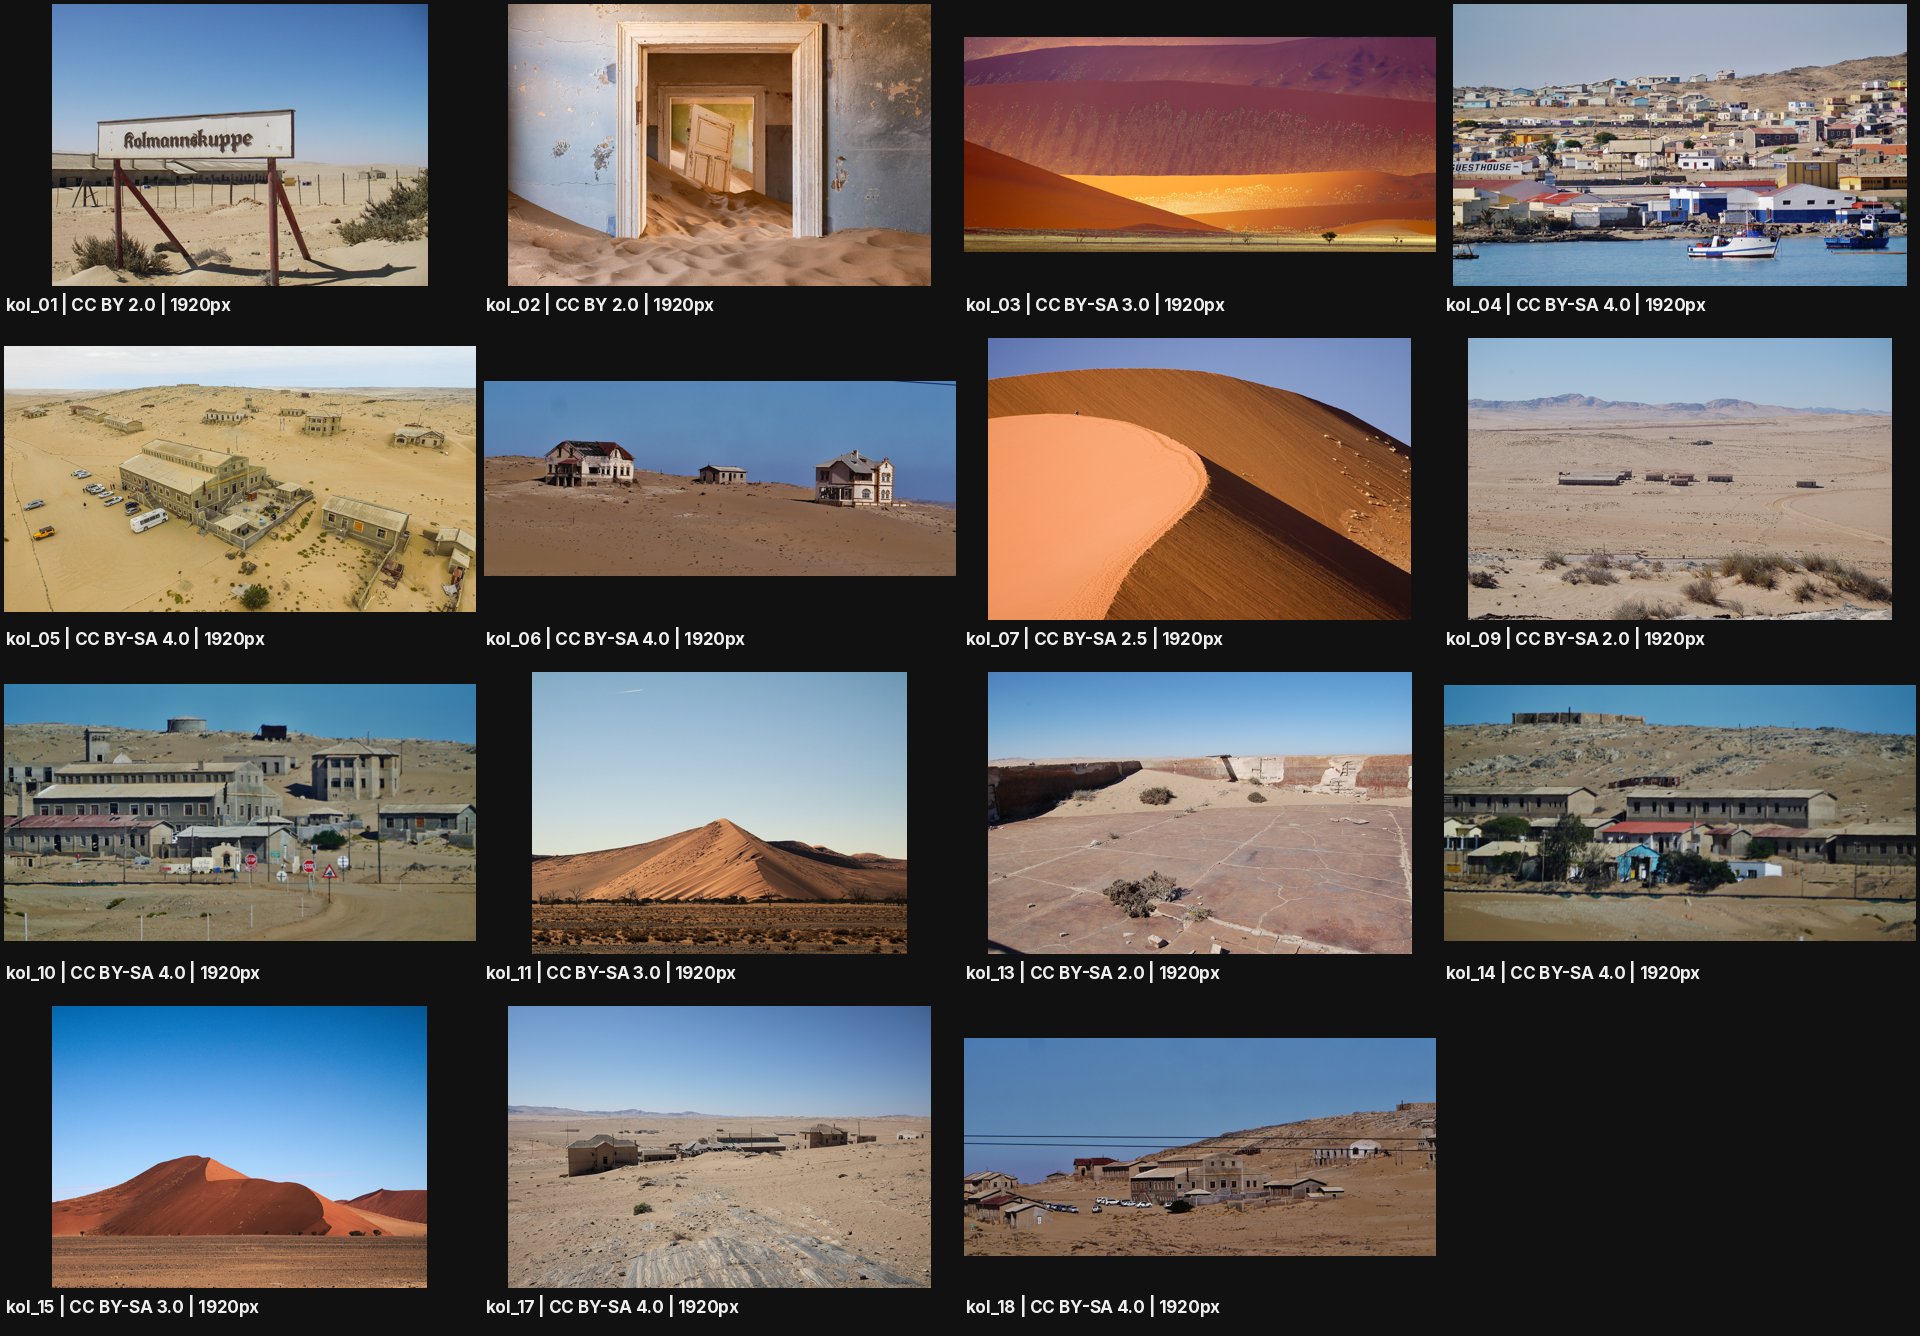 Kolmannskuppe
GUESTHOUSE
kol_01 | CC BY 2.0 | 1920px
kol_02 | CC BY 2.0 | 1920px
kol_03 | CC BY-SA 3.0 | 1920px
kol_04 | CC BY-SA 4.0 | 1920px
kol_05 | CC BY-SA 4.0 | 1920px
kol_06 | CC BY-SA 4.0 | 1920px
kol_07 | CC BY-SA 2.5 | 1920px
kol_09 | CC BY-SA 2.0 | 1920px
STOP
kol_10 | CC BY-SA 4.0 | 1920px
kol_11 | CC BY-SA 3.0 | 1920px
kol_13 | CC BY-SA 2.0 | 1920px
kol_14 | CC BY-SA 4.0 | 1920px
kol_15 | CC BY-SA 3.0 | 1920px
kol_17 | CC BY-SA 4.0 | 1920px
kol_18 | CC BY-SA 4.0 | 1920px